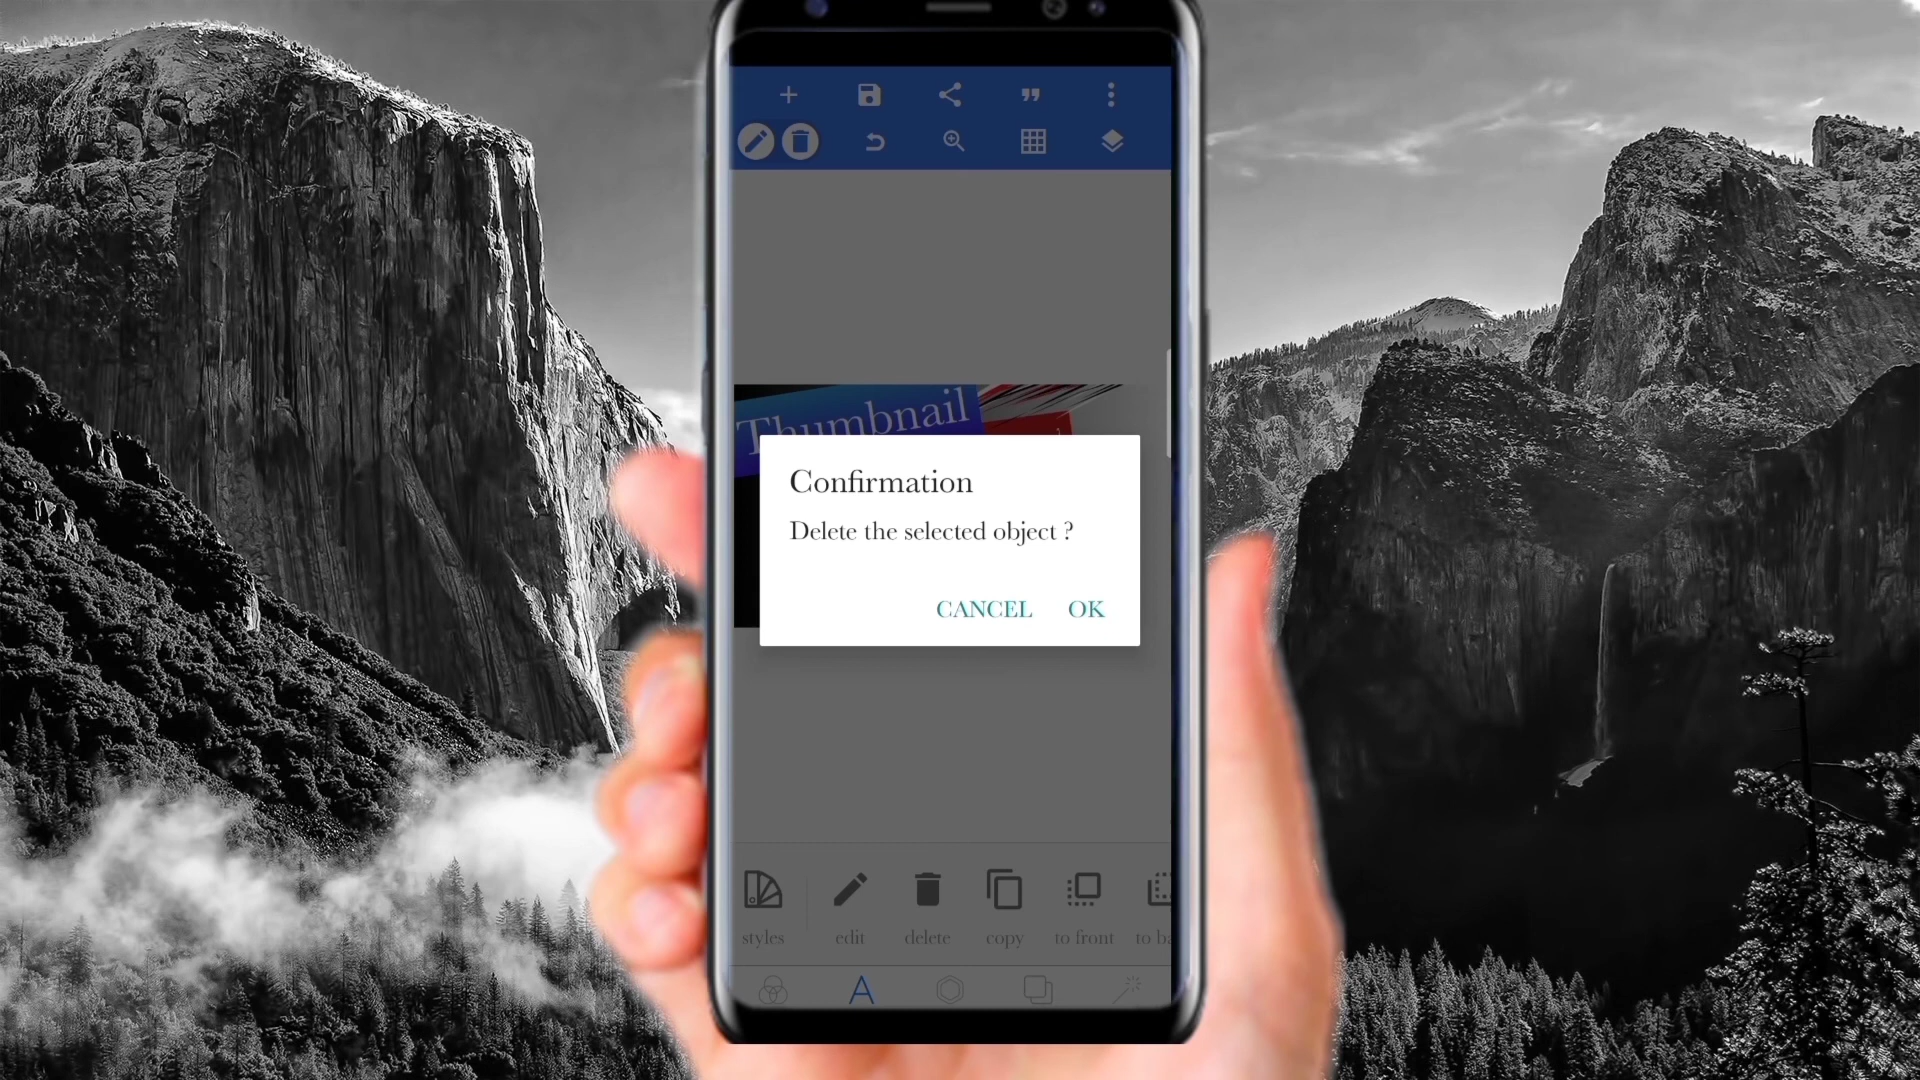 Thumbnail
Confirmation
Delete the selected object ?
CANCEL OK
styles edit delete copy to front to ba
A